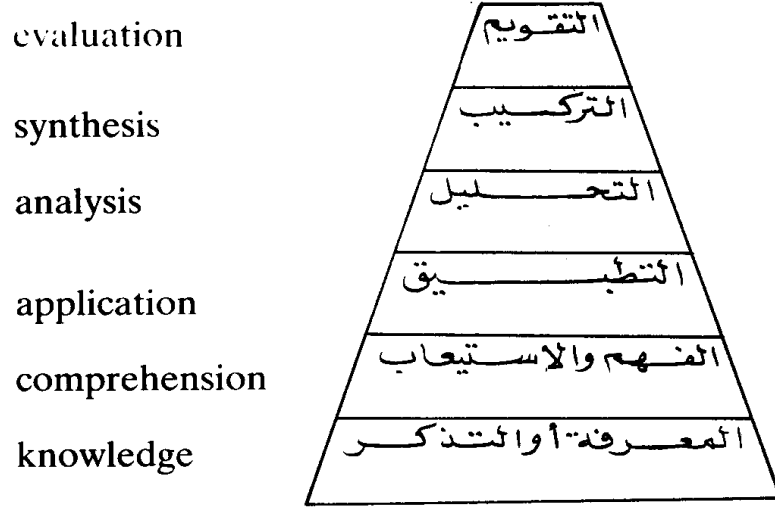 evaluation
التقويم
synthesis
التركيب
analysis
التحليل
application
التطبيق
comprehension
الفهم والاستيعاب
knowledge
المعرفة أو التذكر